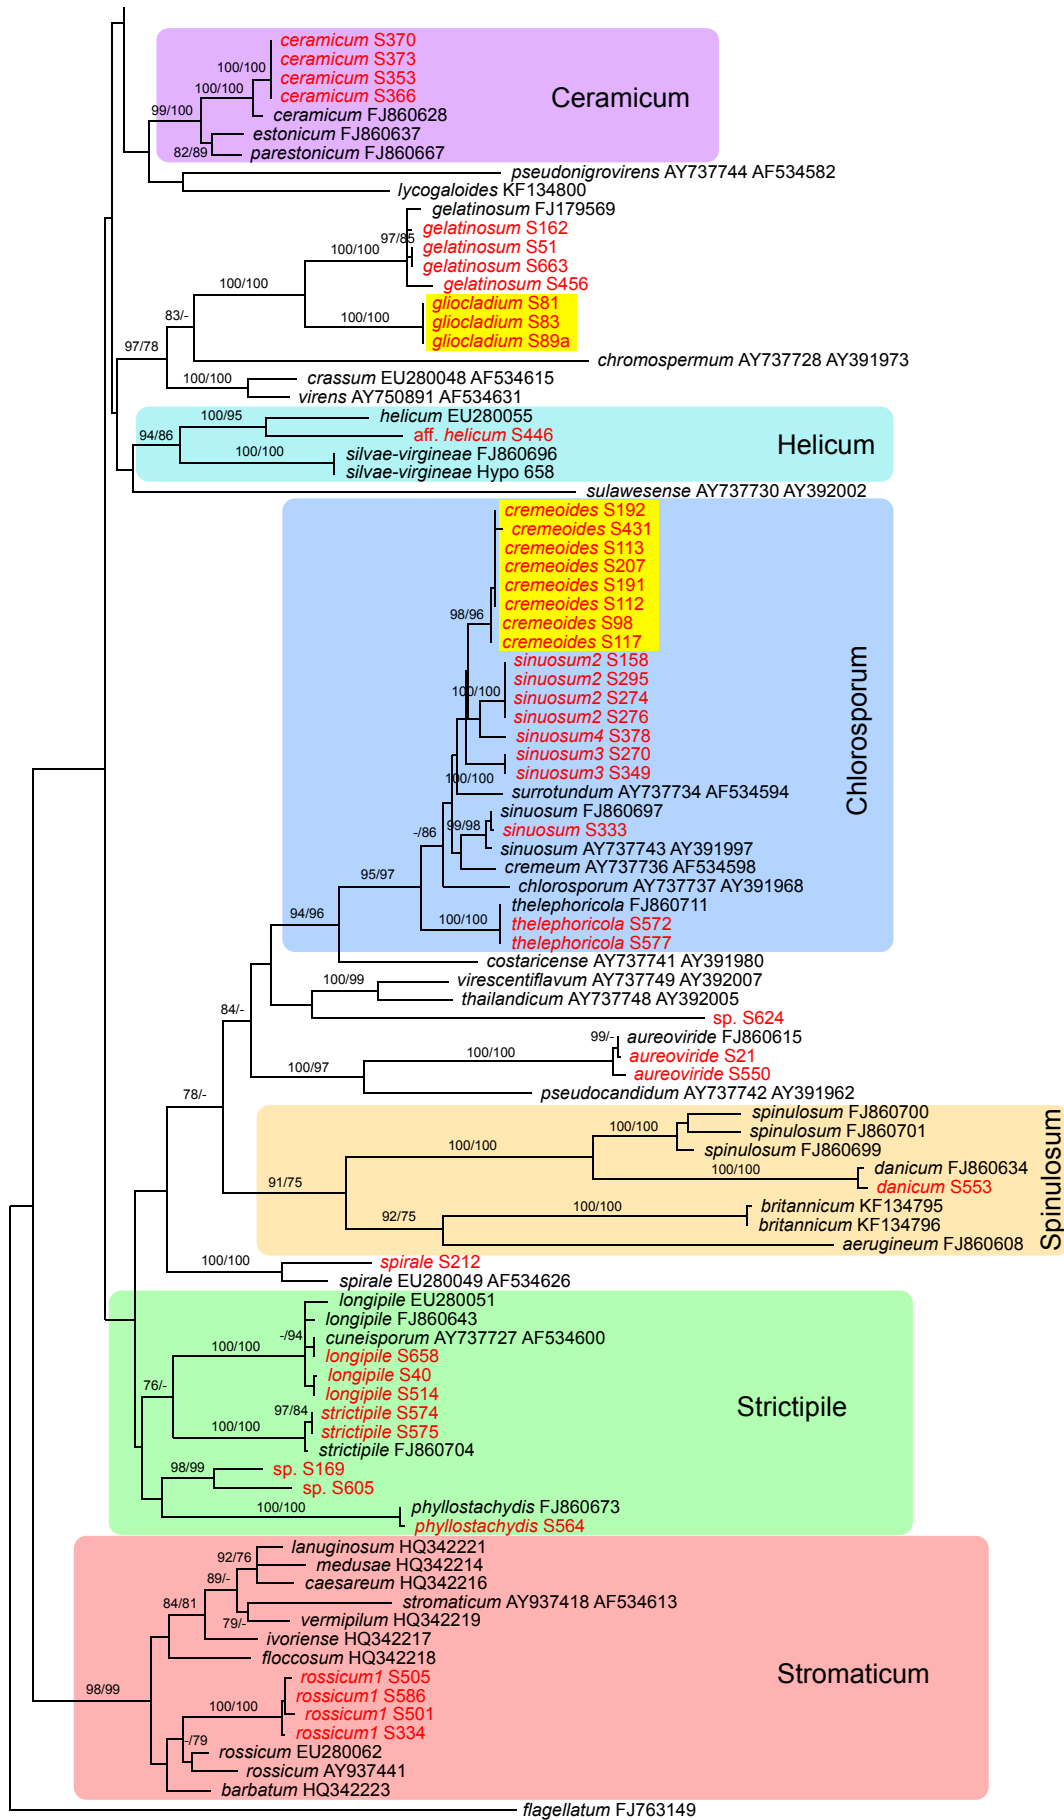 ceramicum S370
ceramicum S373
100/100
ceramicum S353
100/100
ceramicum S366
99/100
ceramicum FJ860628
Ceramicum
estonicum FJ860637
82/89
parestonicum FJ860667
pseudonigrovirens AY737744 AF534582
lycogaloides KF134800
gelatinosum FJ179569
gelatinosum S162
97/85
100/100
gelatinosum S51
gelatinosum S663
100/100
gelatinosum S456
gliocladium S81
83/-
100/100
gliocladium S83
gliocladium S89a
97/78
chromospermum AY737728 AY391973
100/100
crassum EU280048 AF534615
virens AY750891 AF534631
100/95
helicum EU280055
94/86
aff. helicum S446
Helicum
100/100
silvae-virgineae FJ860696
silvae-virgineae Hypo 658
sulawesense AY737730 AY392002
cremeoides S192
cremeoides S431
cremeoides S113
cremeoides S207
cremeoides S191
cremeoides S112
98/96
cremeoides S98
cremeoides S117
sinuosum2 S158
sinuosum2 S295
100/100
sinuosum2 S274
sinuosum2 S276
sinuosum4 S378
Chlorosporum
sinuosum3 S270
sinuosum3 S349
100/100
surrotundum AY737734 AF534594
sinuosum FJ860697
-/86
99/98
sinuosum S333
sinuosum AY737743 AY391997
cremeum AY737736 AF534598
95/97
chlorosporum AY737737 AY391968
thelephoricola FJ860711
94/96
100/100
thelephoricola S572
thelephoricola S577
costaricense AY737741 AY391980
100/99
virescentiflavum AY737749 AY392007
thailandicum AY737748 AY392005
84/-
sp. S624
99/-
aureoviride FJ860615
100/100
aureoviride S21
100/97
aureoviride S550
pseudocandidum AY737742 AY391962
78/-
spinulosum FJ860700
100/100
spinulosum FJ860701
100/100
spinulosum FJ860699
100/100
danicum FJ860634
91/75
danicum S553
Spinulosum
100/100
britannicum KF134795
92/75
britannicum KF134796
aerugineum FJ860608
100/100
spirale S212
spirale EU280049 AF534626
longipile EU280051
longipile FJ860643
-/94
cuneisporum AY737727 AF534600
100/100
longipile S658
longipile S40
76/-
longipile S514
97/84
strictipile S574
Strictipile
100/100
strictipile S575
strictipile FJ860704
98/99
sp. S169
sp. S605
100/100
phyllostachydis FJ860673
phyllostachydis S564
lanuginosum HQ342221
92/76
medusae HQ342214
89/-
caesareum HQ342216
84/81
stromaticum AY937418 AF534613
79/-
vermipilum HQ342219
ivoriense HQ342217
floccosum HQ342218
Stromaticum
rossicum1 S505
98/99
rossicum1 S586
100/100
rossicum1 S501
rossicum1 S334
-/79
rossicum EU280062
rossicum AY937441
barbatum HQ342223
flagellatum FJ763149